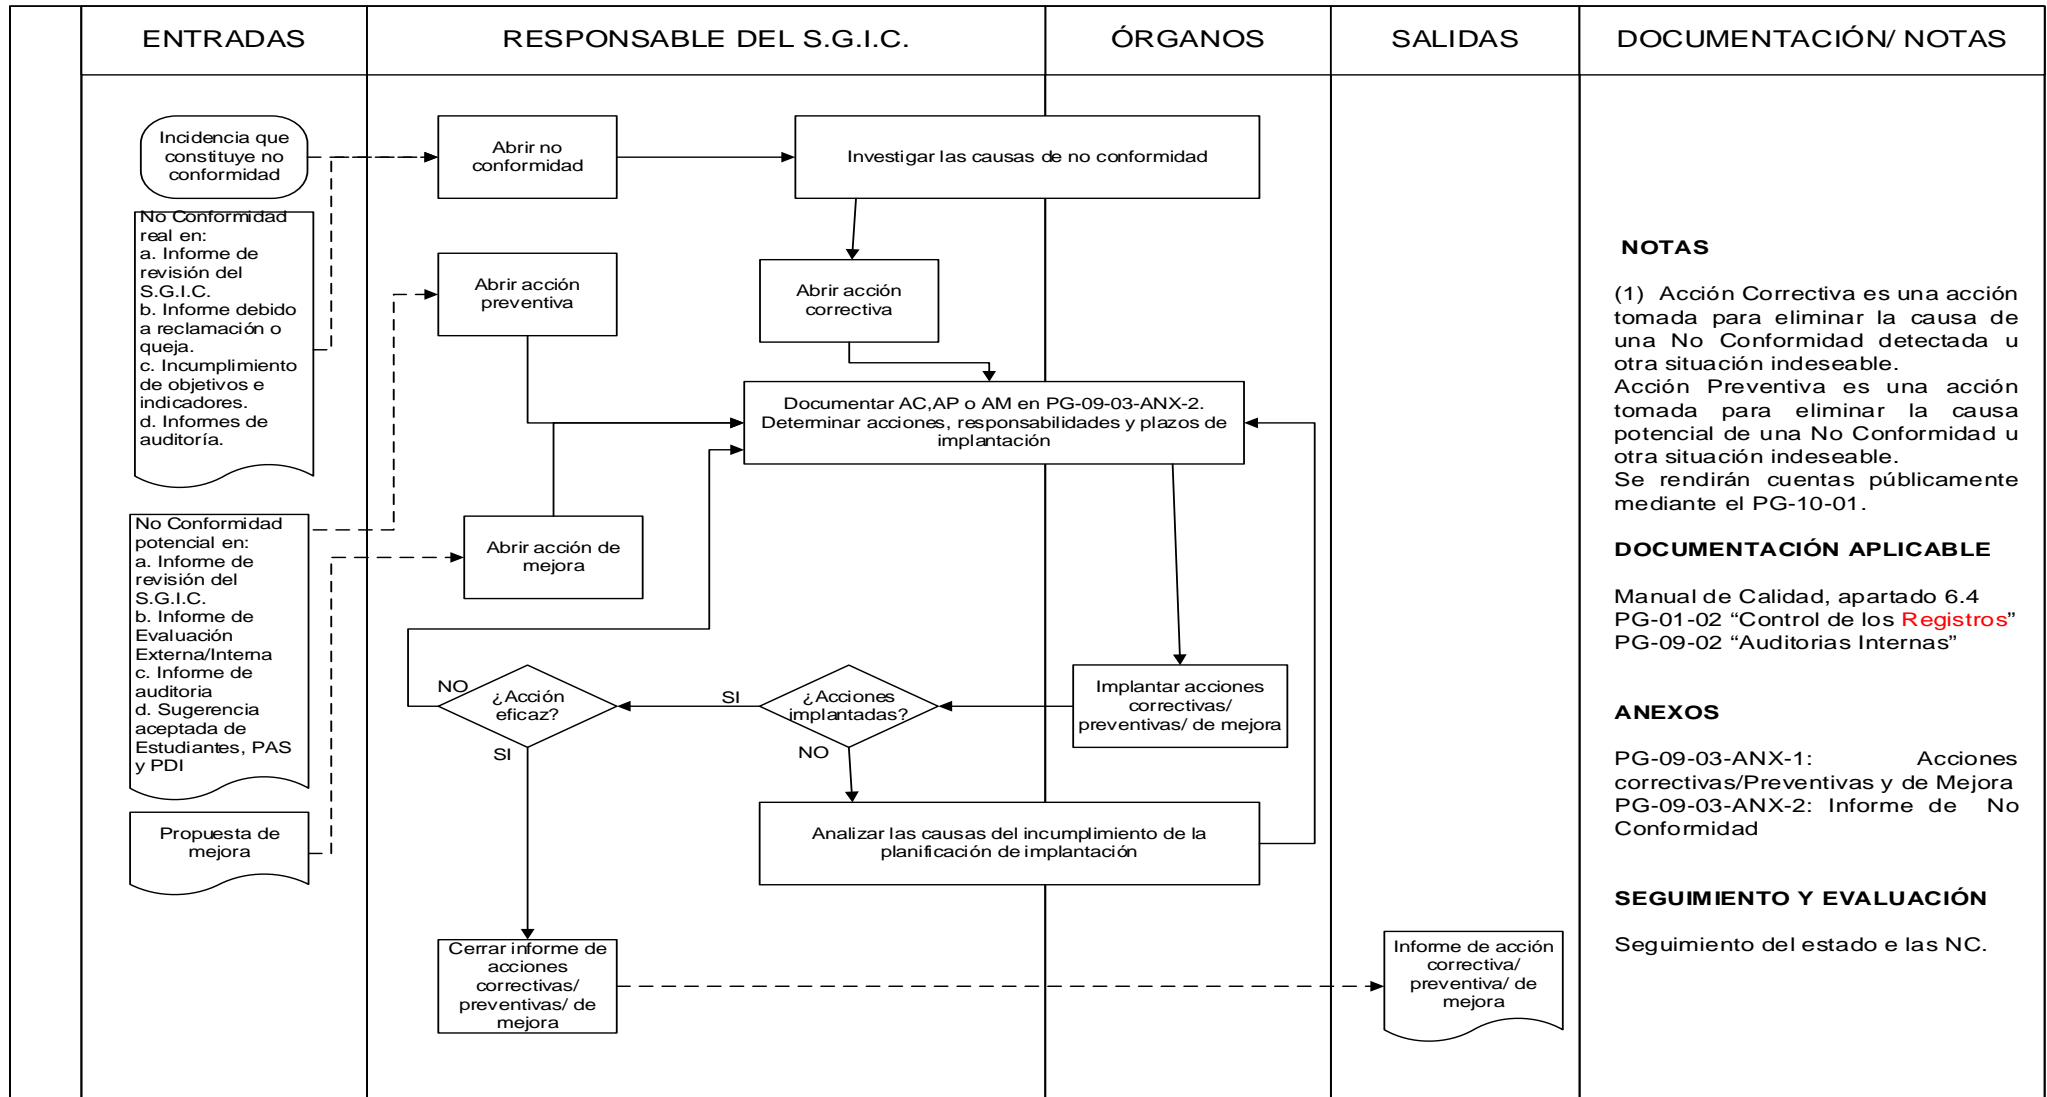 ENTRADAS
RESPONSABLE DEL S.G.I.C.
ÓRGANOS
SALIDAS
DOCUMENTACIÓN/ NOTAS
Incidencia que
constituye no
conformidad
Abrir no
conformidad
Investigar las causas de no conformidad
No Conformidad
real en:
a. Informe de
revisión del
S.G.I.C.
b. Informe debido
a reclamación o
queja.
c. Incumplimiento
de objetivos e
indicadores.
d. Informes de
auditoría.
Abrir acción
preventiva
Abrir acción
correctiva
Documentar AC,AP o AM en PG-09-03-ANX-2.
Determinar acciones, responsabilidades y plazos de
implantación
No Conformidad
potencial en:
a. Informe de
revisión del
S.G.I.C.
b. Informe de
Evaluación
Externa/Interna
c. Informe de
auditoria
d. Sugerencia
aceptada de
Estudiantes, PAS
y PDI
Abrir acción de
mejora
NO
¿Acción
eficaz?
SI
SI
¿Acciones
implantadas?
NO
Implantar acciones
correctivas/
preventivas/ de mejora
Propuesta de
mejora
Analizar las causas del incumplimiento de la
planificación de implantación
Cerrar informe de
acciones
correctivas/
preventivas/ de
mejora
Informe de acción
correctiva/
preventiva/ de
mejora
NOTAS
(1) Acción Correctiva es una acción
tomada para eliminar la causa de
una No Conformidad detectada u
otra situación indeseable.
Acción Preventiva es una acción
tomada para eliminar la causa
potencial de una No Conformidad u
otra situación indeseable.
Se rendirán cuentas públicamente
mediante el PG-10-01.
DOCUMENTACIÓN APLICABLE
Manual de Calidad, apartado 6.4
PG-01-02 “Control de los Registros”
PG-09-02 “Auditorias Internas”
ANEXOS
PG-09-03-ANX-1: Acciones
correctivas/Preventivas y de Mejora
PG-09-03-ANX-2: Informe de No
Conformidad
SEGUIMIENTO Y EVALUACIÓN
Seguimiento del estado e las NC.